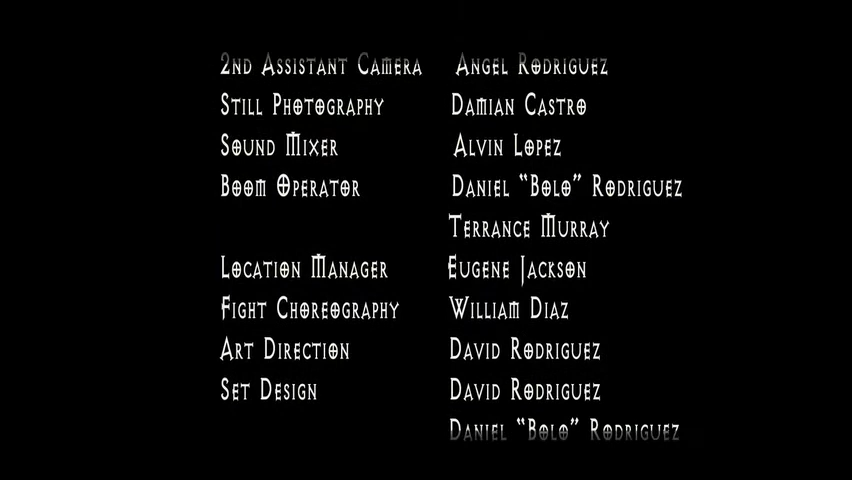 2nd Assistant Camera Angel Rodriguez
Still Photography Damian Castro
Sound Mixer Alvin Lopez
Boom Operator Daniel “Bolo” Rodriguez
Terrance Murray
Location Manager Eugene Jackson
Fight Choreography William Diaz
Art Direction David Rodriguez
Set Design David Rodriguez
Daniel “Bolo” Rodriguez